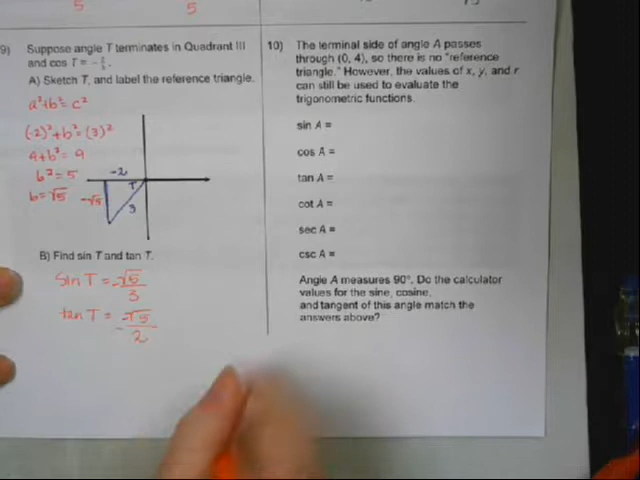 5
5
9) Suppose angle T terminates in Quadrant III
and cos T = -2/3.
A) Sketch T, and label the reference triangle.
a²+b²=c²
(-2)²+b²=(3)²
4+b²=9
b²=5
b=√5
-2
T
-√5
3
B) Find sin T and tan T.
sin T = -√5/3
tan T = -√5/-2
10) The terminal side of angle A passes
through (0, 4), so there is no "reference
triangle." However, the values of x, y, and r
can still be used to evaluate the
trigonometric functions.
sin A =
cos A =
tan A =
cot A =
sec A =
csc A =
Angle A measures 90°. Do the calculator
values for the sine, cosine,
and tangent of this angle match the
answers above?